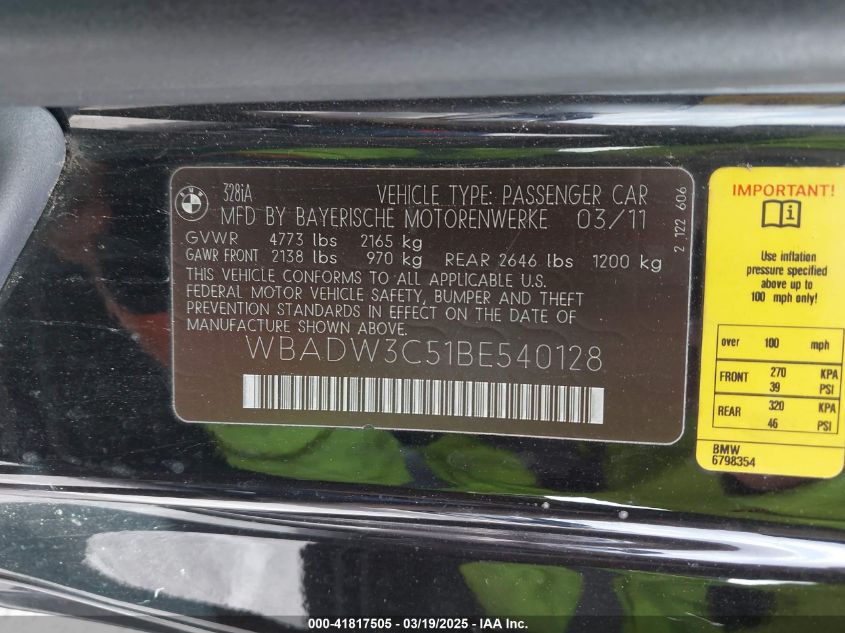 BMW
328iA VEHICLE TYPE: PASSENGER CAR
MFD BY BAYERISCHE MOTORENWERKE 03/11
GVWR 4773 lbs 2165 kg
GAWR FRONT 2138 lbs 970 kg REAR 2646 lbs 1200 kg
THIS VEHICLE CONFORMS TO ALL APPLICABLE U.S.
FEDERAL MOTOR VEHICLE SAFETY, BUMPER AND THEFT
PREVENTION STANDARDS IN EFFECT ON THE DATE OF
MANUFACTURE SHOWN ABOVE.
WBADW3C51BE540128
2 122 606
IMPORTANT!
i
Use inflation
pressure specified
above up to
100 mph only!
over 100 mph
FRONT 270 KPA
39 PSI
REAR 320 KPA
46 PSI
BMW
6798354
000-41817505 - 03/19/2025 - IAA Inc.